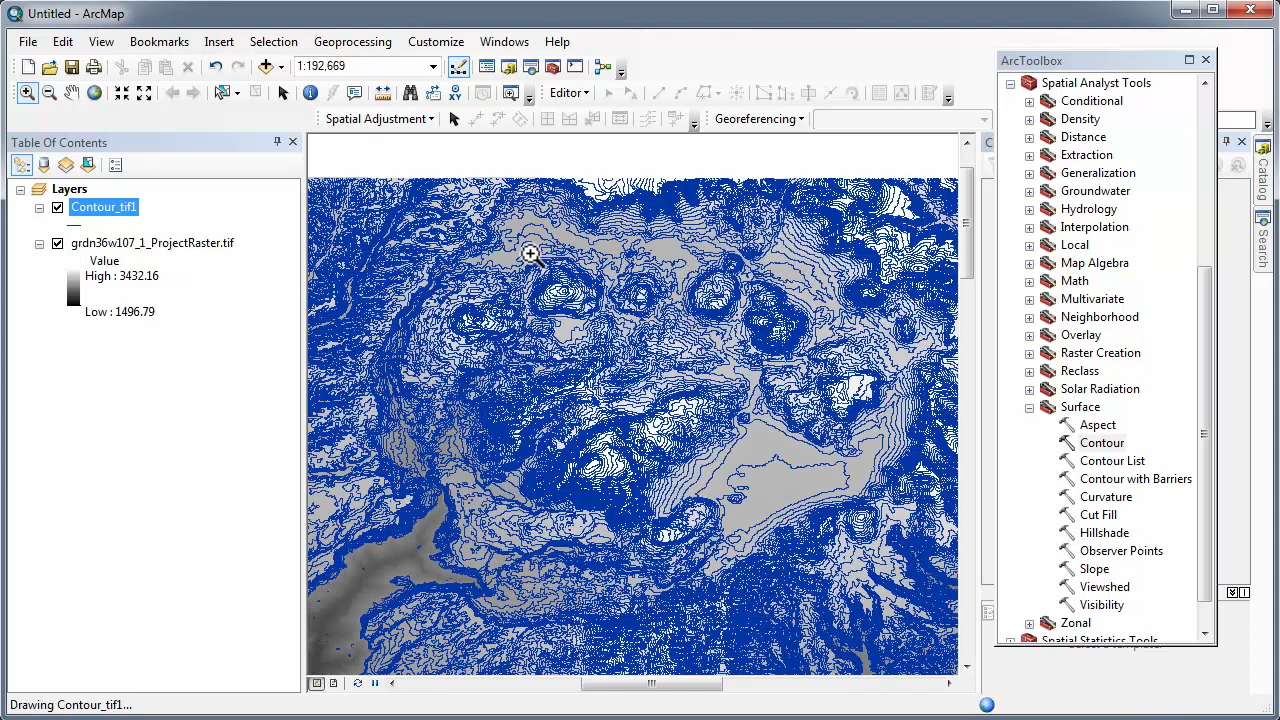 Untitled - ArcMap
File Edit View Bookmarks Insert Selection Geoprocessing Customize Windows Help
1:192,669
Editor
Spatial Adjustment Georeferencing
ArcToolbox
Spatial Analyst Tools
Conditional
Density
Distance
Extraction
Generalization
Groundwater
Hydrology
Interpolation
Local
Map Algebra
Math
Multivariate
Neighborhood
Overlay
Raster Creation
Reclass
Solar Radiation
Surface
Aspect
Contour
Contour List
Contour with Barriers
Curvature
Cut Fill
Hillshade
Observer Points
Slope
Viewshed
Visibility
Zonal
Spatial Statistics Tools
Table Of Contents
Layers
Contour_tif1
grdn36w107_1_ProjectRaster.tif
Value
High : 3432.16
Low : 1496.79
Catalog
Search
Drawing Contour_tif1...